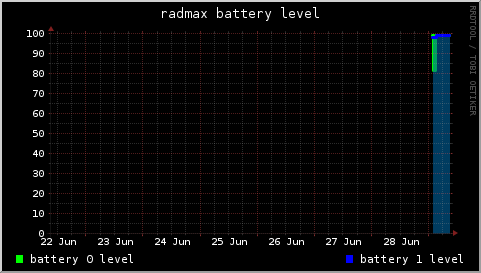 radmax battery level
RRDTOOL / TOBI OETIKER
100
90
80
70
60
50
40
30
20
10
0
22 Jun 23 Jun 24 Jun 25 Jun 26 Jun 27 Jun 28 Jun
battery 0 level battery 1 level